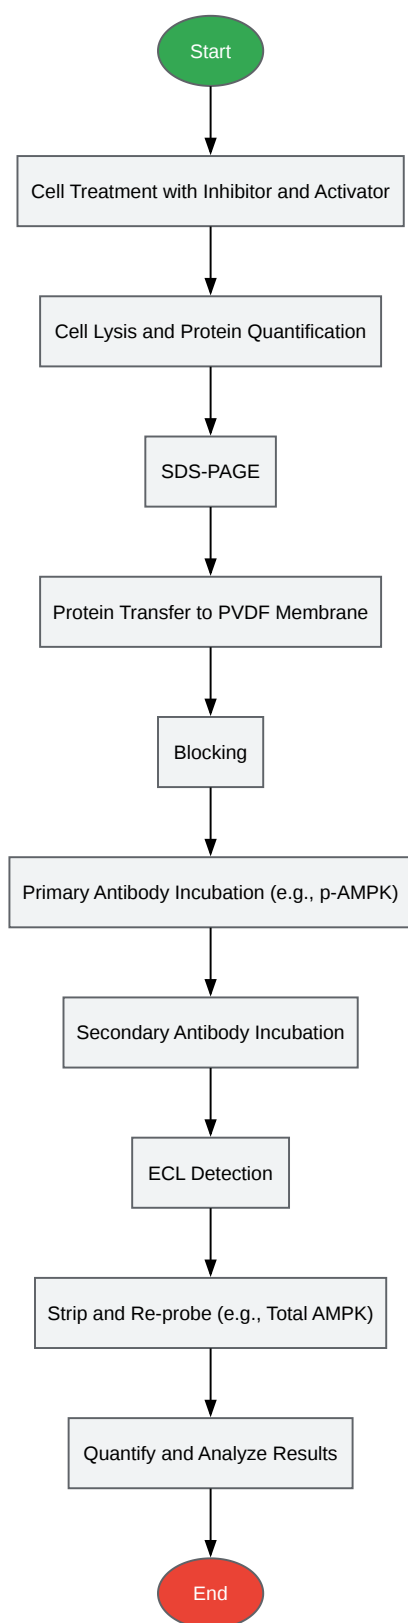 Start
Cell Treatment with Inhibitor and Activator
Cell Lysis and Protein Quantification
SDS-PAGE
Protein Transfer to PVDF Membrane
Blocking
Primary Antibody Incubation (e.g., p-AMPK)
Secondary Antibody Incubation
ECL Detection
Strip and Re-probe (e.g., Total AMPK)
Quantify and Analyze Results
End